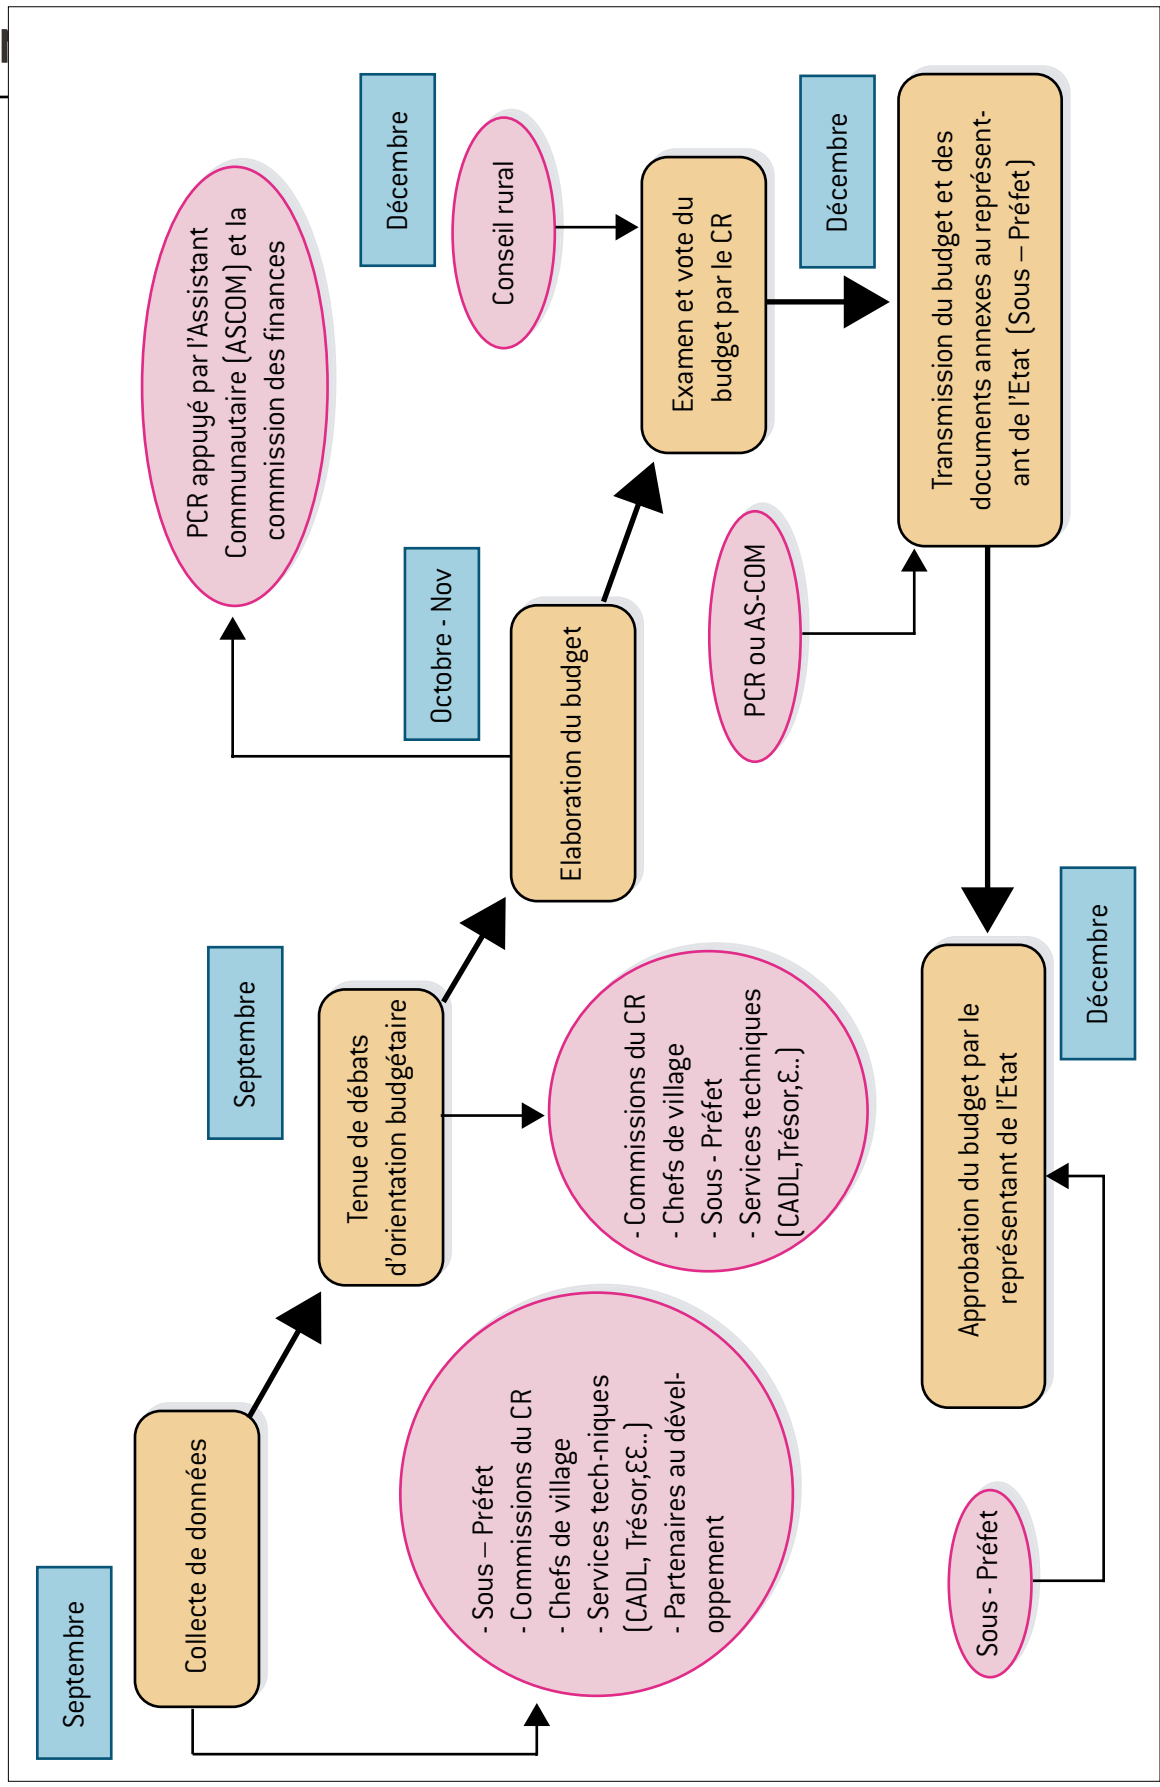 Septembre
Collecte de données
- Sous – Préfet
- Commissions du CR
- Chefs de village
- Services tech-niques
(CADL, Trésor,££..)
- Partenaires au dével-
oppement
Septembre
Tenue de débats
d'orientation budgétaire
- Commissions du CR
- Chefs de village
- Sous - Préfet
- Services techniques
(CADL,Trésor,£..)
Octobre - Nov
Elaboration du budget
PCR appuyé par l'Assistant
Communautaire (ASCOM) et la
commission des finances
Décembre
Conseil rural
Examen et vote du
budget par le CR
Décembre
PCR ou AS-COM
Transmission du budget et des
documents annexes au représent-
ant de l'Etat (Sous – Préfet)
Décembre
Approbation du budget par le
représentant de l'Etat
Sous - Préfet